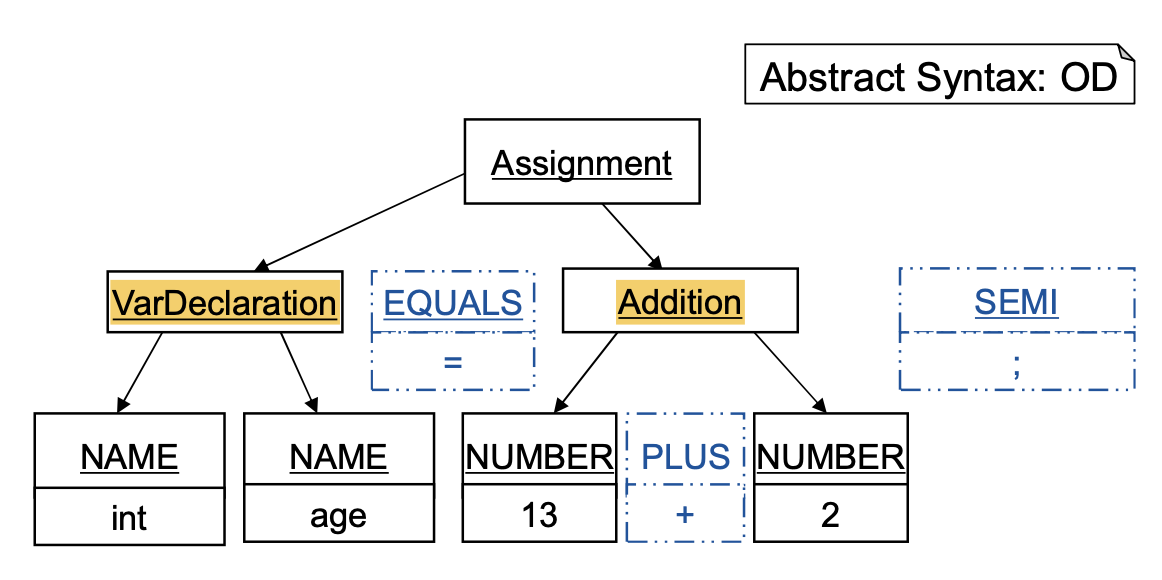 Abstract Syntax: OD
Assignment
VarDeclaration
EQUALS
=
Addition
SEMI
;
NAME
int
NAME
age
NUMBER
13
PLUS
+
NUMBER
2